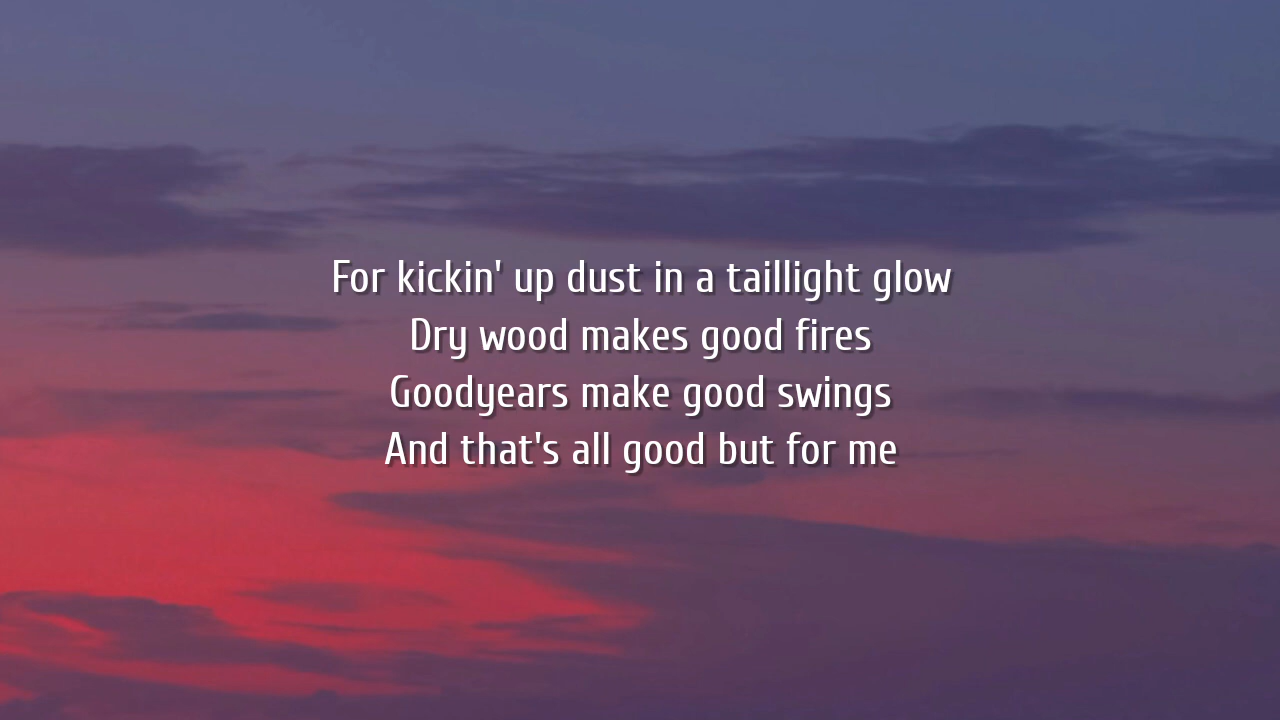 For kickin' up dust in a taillight glow
Dry wood makes good fires
Goodyears make good swings
And that's all good but for me